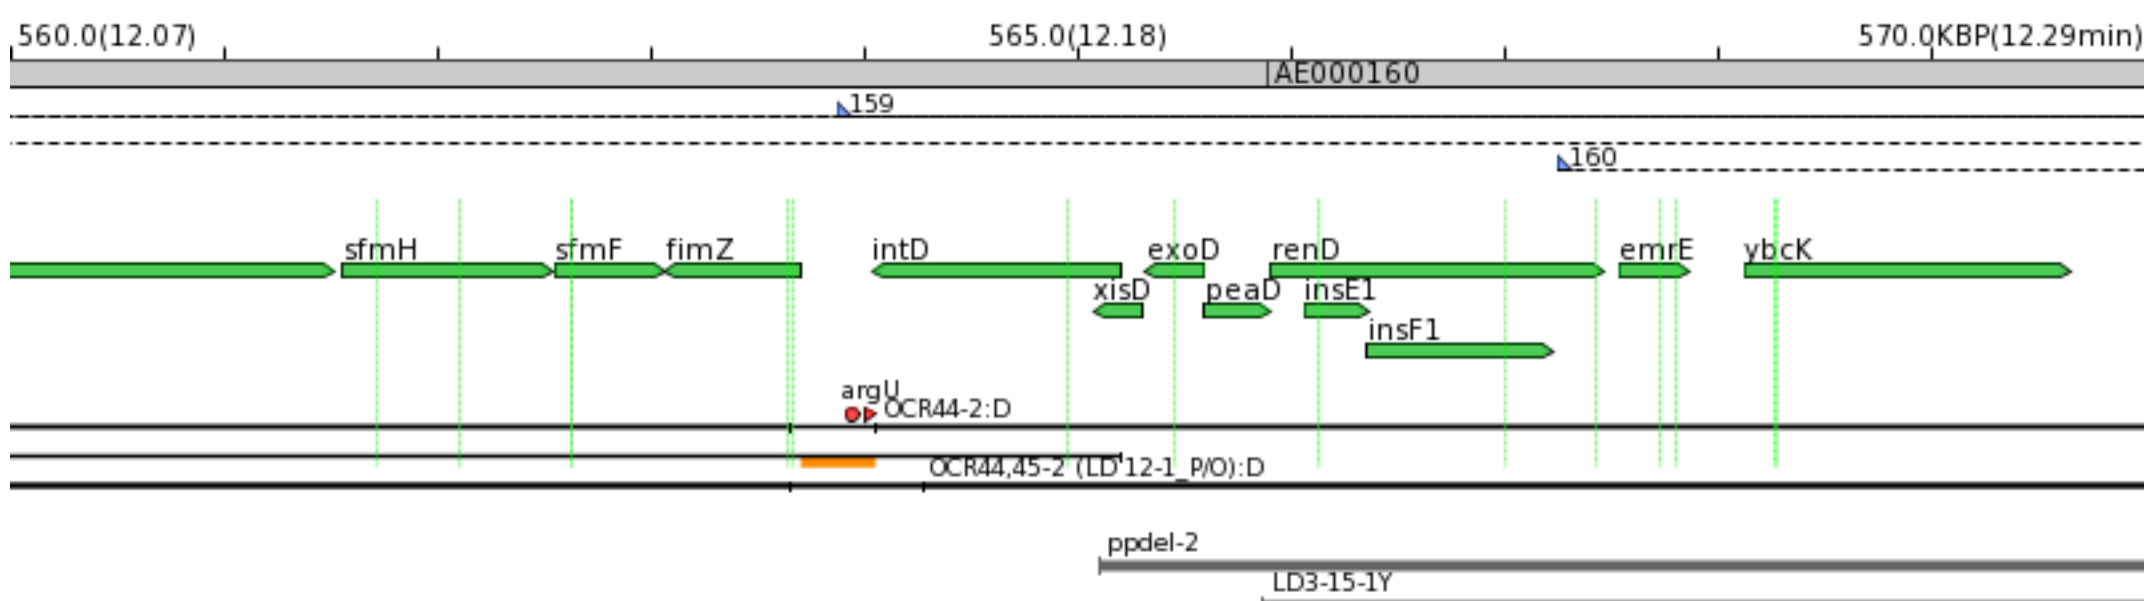 560.0(12.07) 565.0(12.18) 570.0KBP(12.29min)
AE000160
159
160
sfmH sfmF fimZ intD exoD renD emrE ybcK
xisD peaD insE1
insF1
argU
OCR44-2:D
OCR44,45-2 (LD 12-1_P/O):D
ppdel-2
LD3-15-1Y